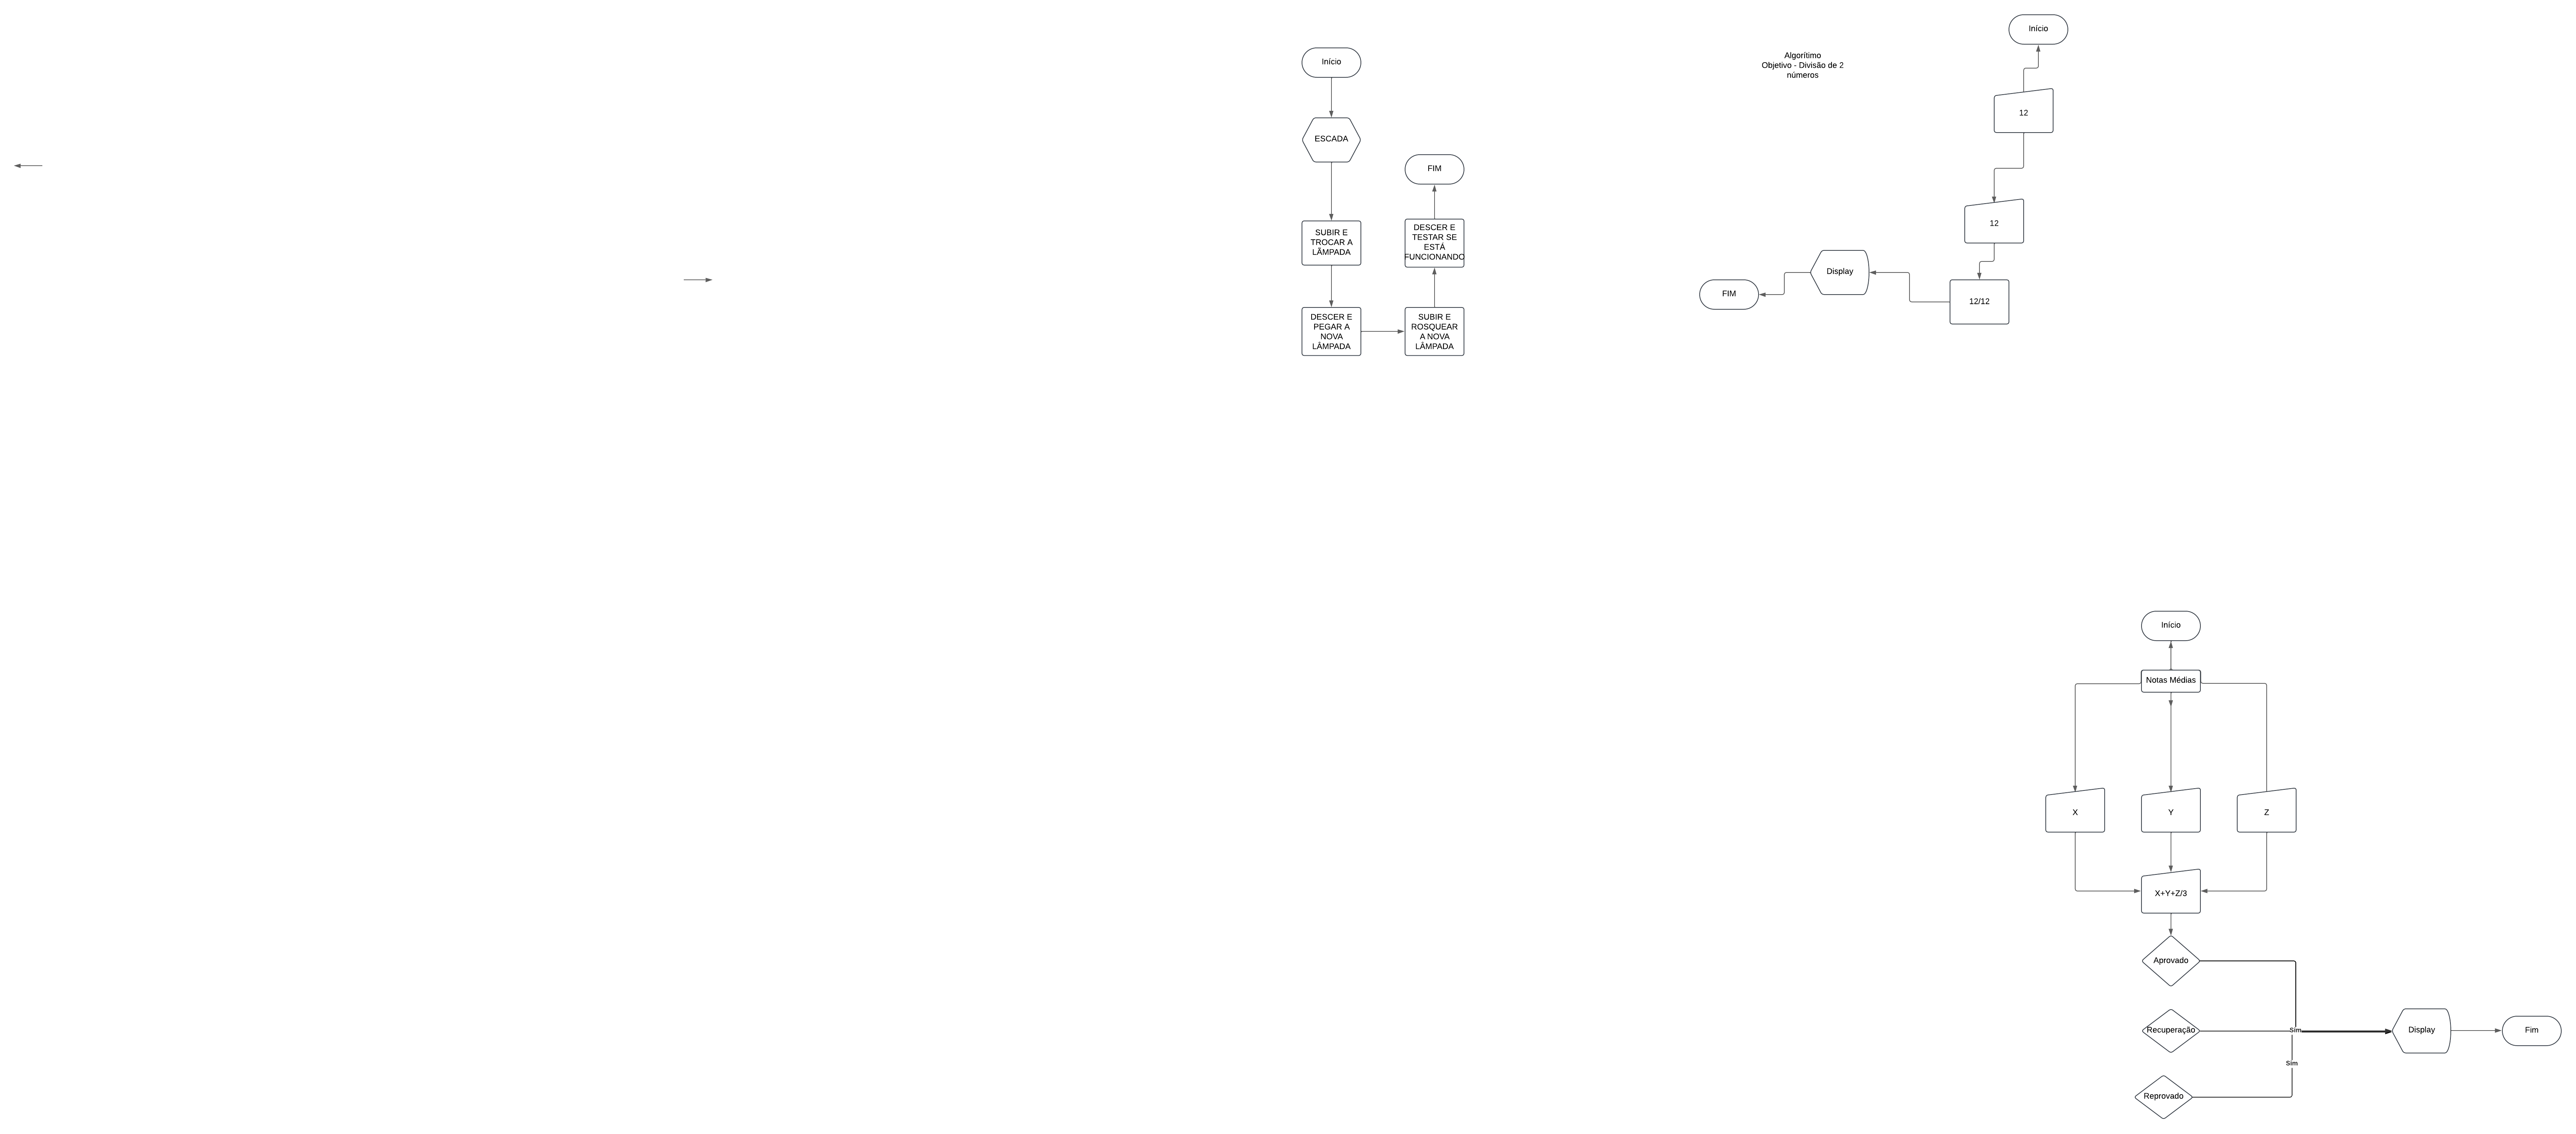 Início
ESCADA
SUBIR E
TROCAR A
LÃMPADA
DESCER E
PEGAR A
NOVA
LÂMPADA
SUBIR E
ROSQUEAR
A NOVA
LÂMPADA
DESCER E
TESTAR SE
ESTÁ
FUNCIONANDO
FIM
Algorítimo
Objetivo - Divisão de 2
números
Início
12
12
12/12
Display
FIM
Início
Notas Médias
X
Y
Z
X+Y+Z/3
Aprovado
Recuperação
Sim
Display
Fim
Sim
Reprovado